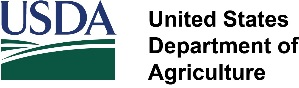 USDA
United States
Department of
Agriculture